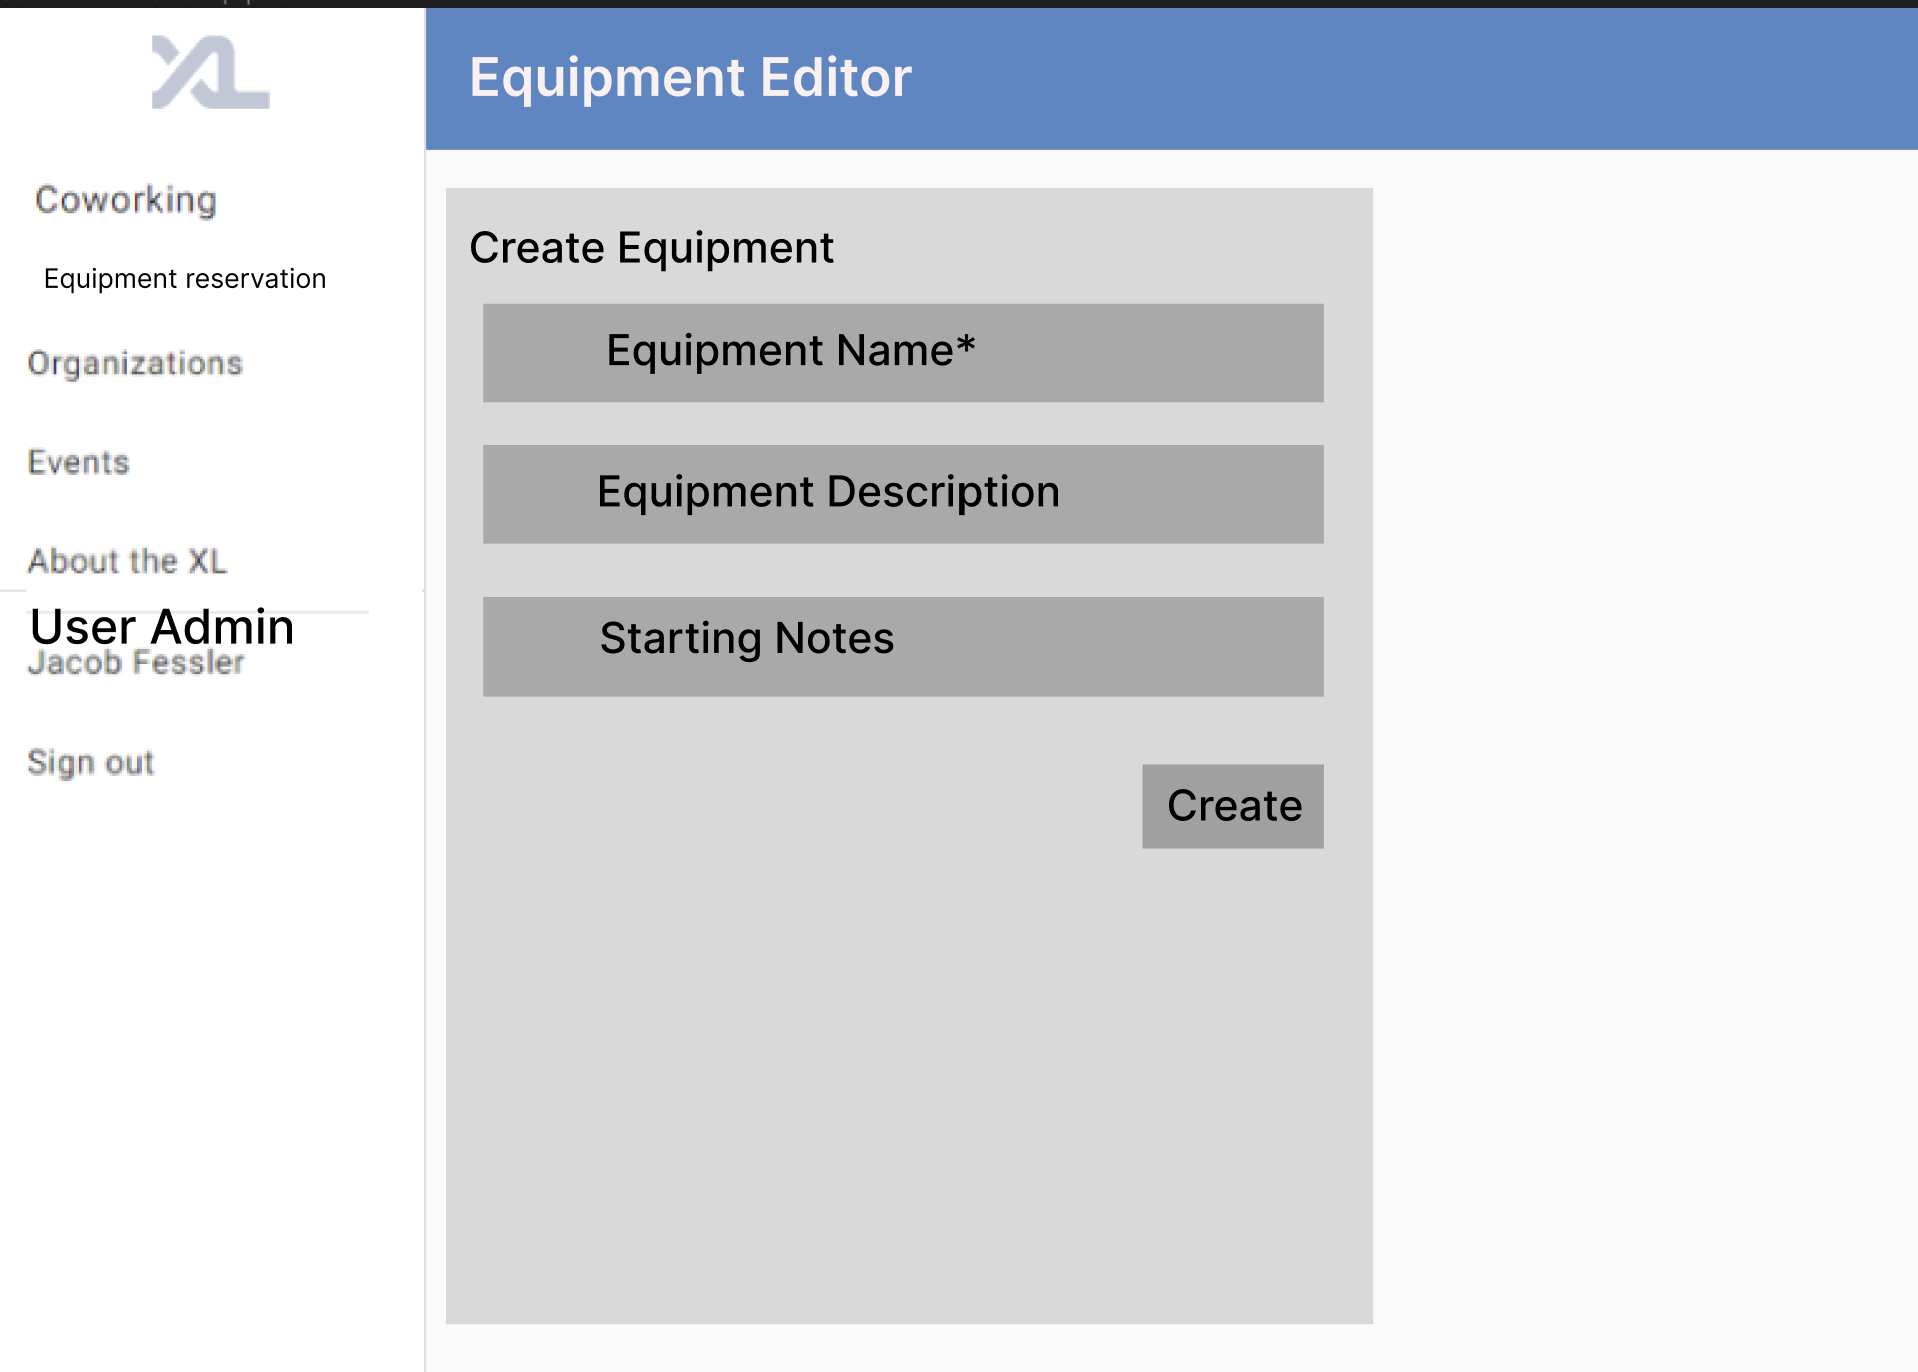 XL
Coworking
Equipment reservation
Organizations
Events
About the XL
User Admin
Jacob Fessler
Sign out
Equipment Editor
Create Equipment
Equipment Name*
Equipment Description
Starting Notes
Create